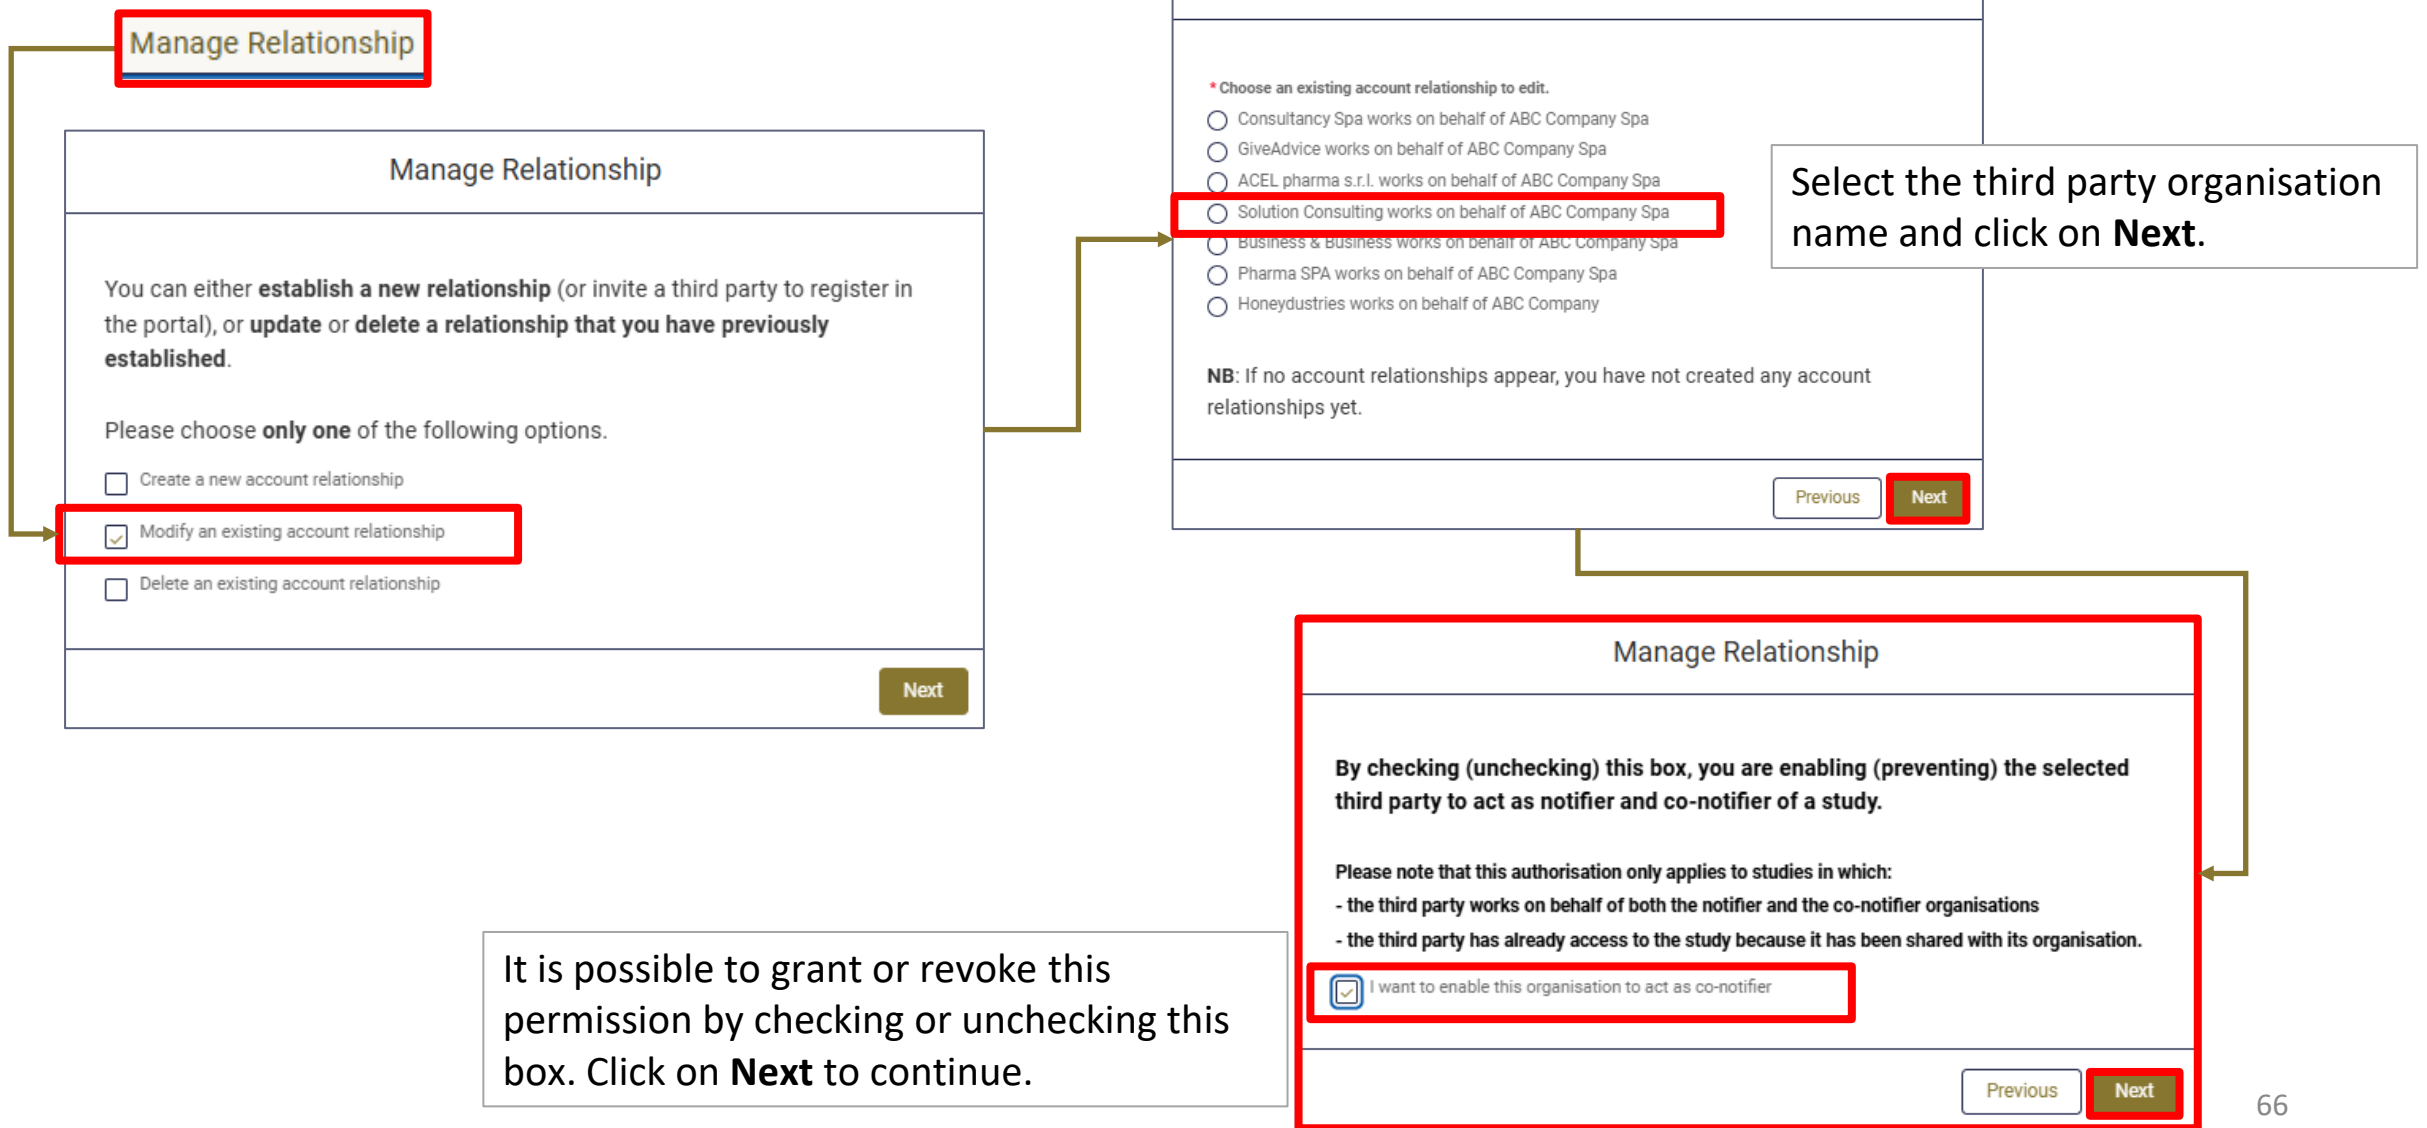 Manage Relationship
Manage Relationship
You can either establish a new relationship (or invite a third party to register in
the portal), or update or delete a relationship that you have previously
established.
Please choose only one of the following options.
Create a new account relationship
Modify an existing account relationship
Delete an existing account relationship
Next
*Choose an existing account relationship to edit.
Consultancy Spa works on behalf of ABC Company Spa
GiveAdvice works on behalf of ABC Company Spa
ACEL pharma s.r.l. works on behalf of ABC Company Spa
Solution Consulting works on behalf of ABC Company Spa
Business & Business works on behalf of ABC Company Spa
Pharma SPA works on behalf of ABC Company Spa
Honeydustries works on behalf of ABC Company
NB: If no account relationships appear, you have not created any account
relationships yet.
Previous
Next
Select the third party organisation
name and click on Next.
Manage Relationship
By checking (unchecking) this box, you are enabling (preventing) the selected
third party to act as notifier and co-notifier of a study.
Please note that this authorisation only applies to studies in which:
- the third party works on behalf of both the notifier and the co-notifier organisations
- the third party has already access to the study because it has been shared with its organisation.
I want to enable this organisation to act as co-notifier
Previous
Next
It is possible to grant or revoke this
permission by checking or unchecking this
box. Click on Next to continue.
66